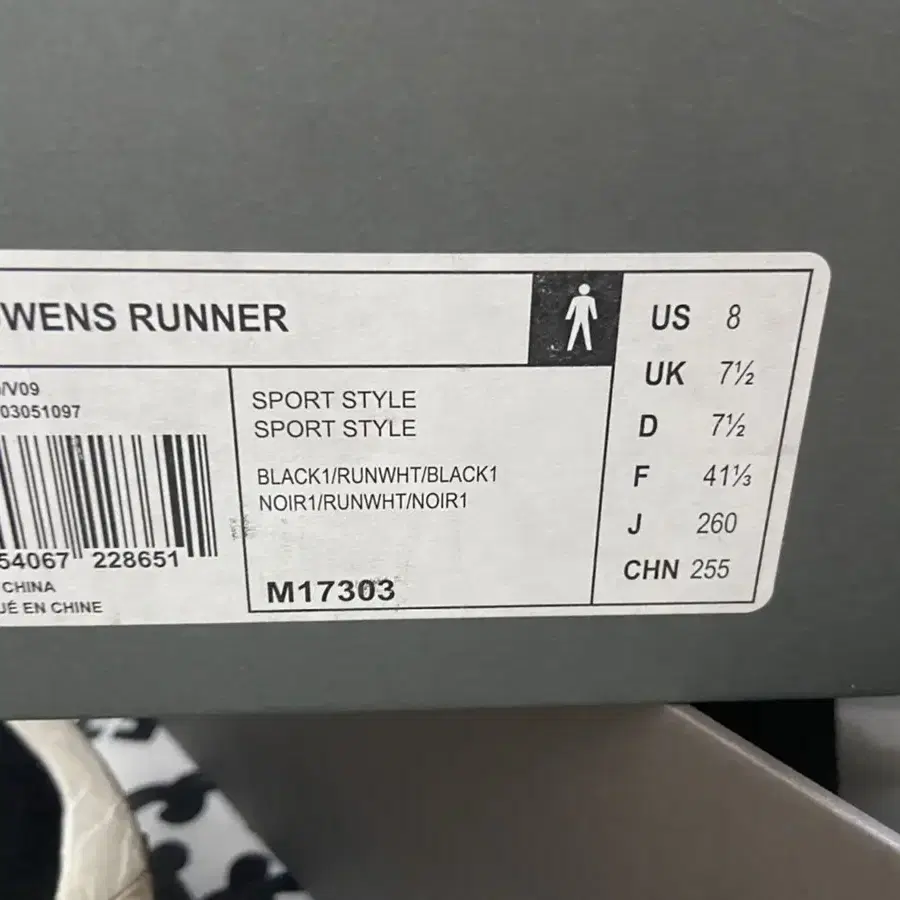 WENS RUNNER
/V09
03051097
54067 228651
CHINA
UÉ EN CHINE
SPORT STYLE
SPORT STYLE
BLACK1/RUNWHT/BLACK1
NOIR1/RUNWHT/NOIR1
M17303
US 8
UK 7½
D 7½
F 41⅓
J 260
CHN 255